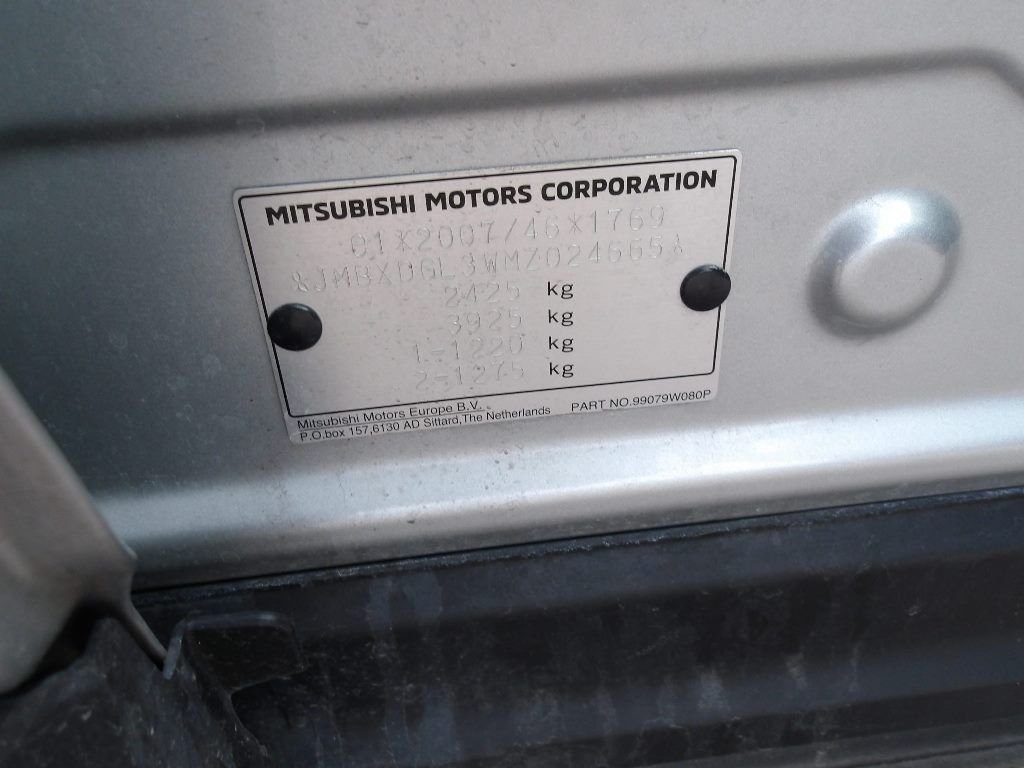 MITSUBISHI MOTORS CORPORATION
e1*2007/46*1769
*JMBXDGL3WMZ024665*
2425 kg
3925 kg
1-1220 kg
2-1275 kg
Mitsubishi Motors Europe B.V.
P.O.box 157,6130 AD Sittard,The Netherlands PART NO.99079W080P